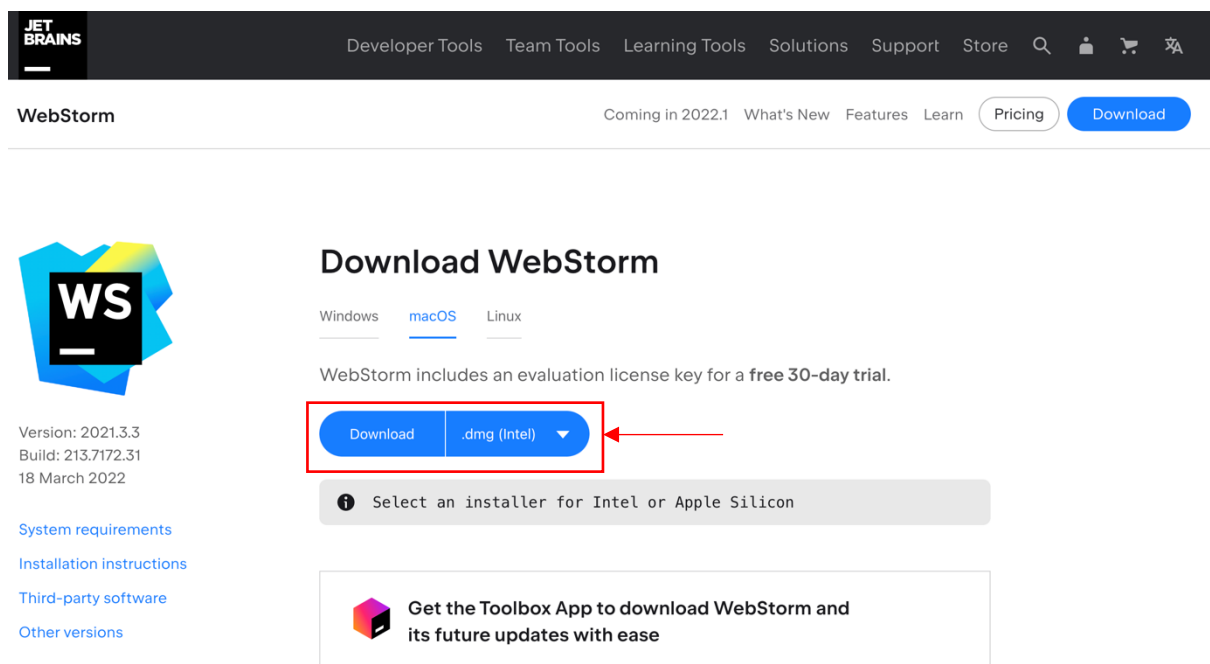 JET
BRAINS
Developer Tools Team Tools Learning Tools Solutions Support Store
WebStorm
Coming in 2022.1 What's New Features Learn Pricing Download
WS
Download WebStorm
Windows macOS Linux
WebStorm includes an evaluation license key for a free 30-day trial.
Download .dmg (Intel)
Select an installer for Intel or Apple Silicon
Version: 2021.3.3
Build: 213.7172.31
18 March 2022
System requirements
Installation instructions
Third-party software
Other versions
Get the Toolbox App to download WebStorm and
its future updates with ease